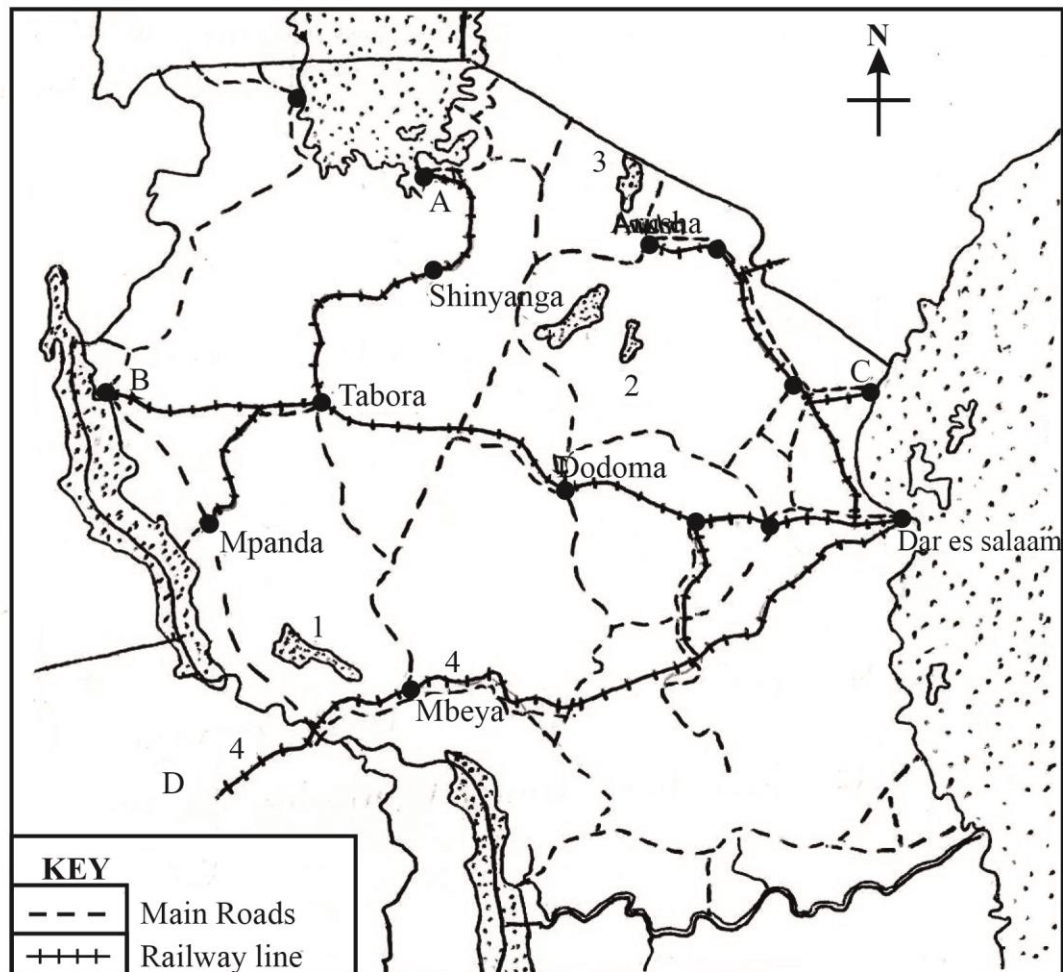 N
3
A
Arusha
Shinyanga
2
C
B
Tabora
Dodoma
Mpanda
Dar es salaam
1
4
Mbeya
4
D
KEY
Main Roads
Railway line